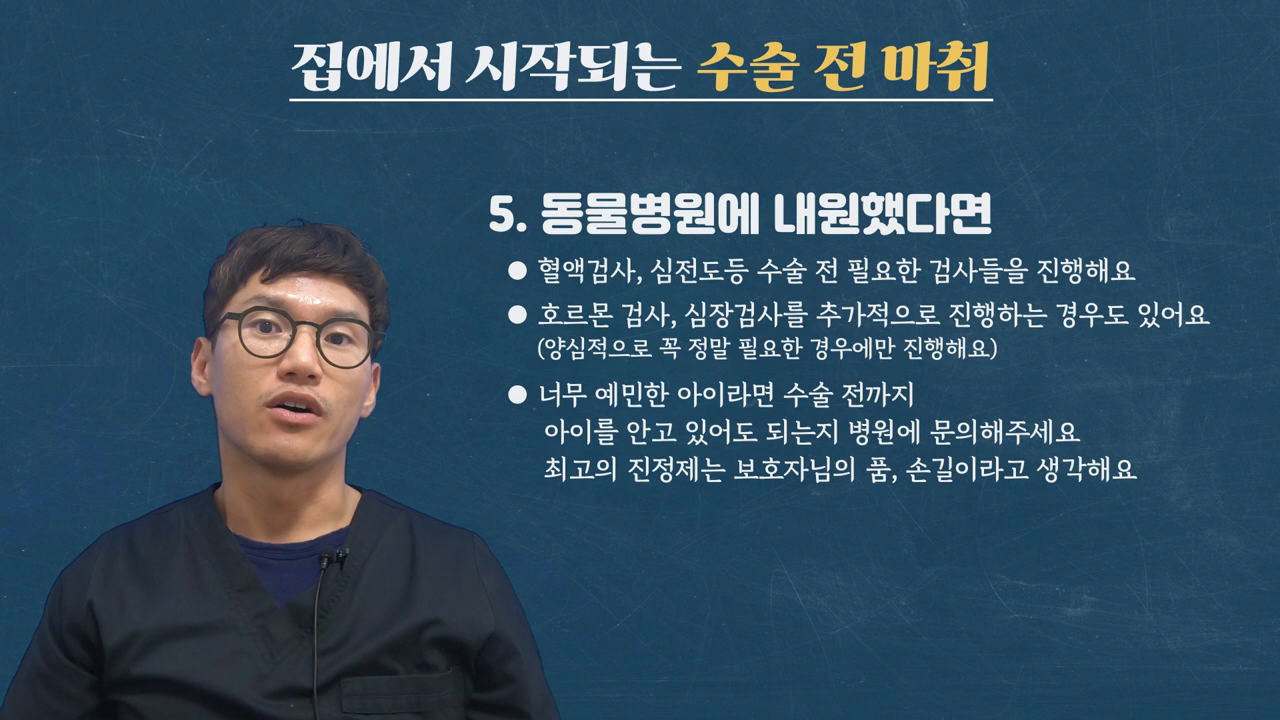 집에서 시작되는 수술 전 마취
5. 동물병원에 내원했다면
● 혈액검사, 심전도등 수술 전 필요한 검사들을 진행해요
● 호르몬 검사, 심장검사를 추가적으로 진행하는 경우도 있어요
(양심적으로 꼭 정말 필요한 경우에만 진행해요)
● 너무 예민한 아이라면 수술 전까지
아이를 안고 있어도 되는지 병원에 문의해주세요
최고의 진정제는 보호자님의 품, 손길이라고 생각해요